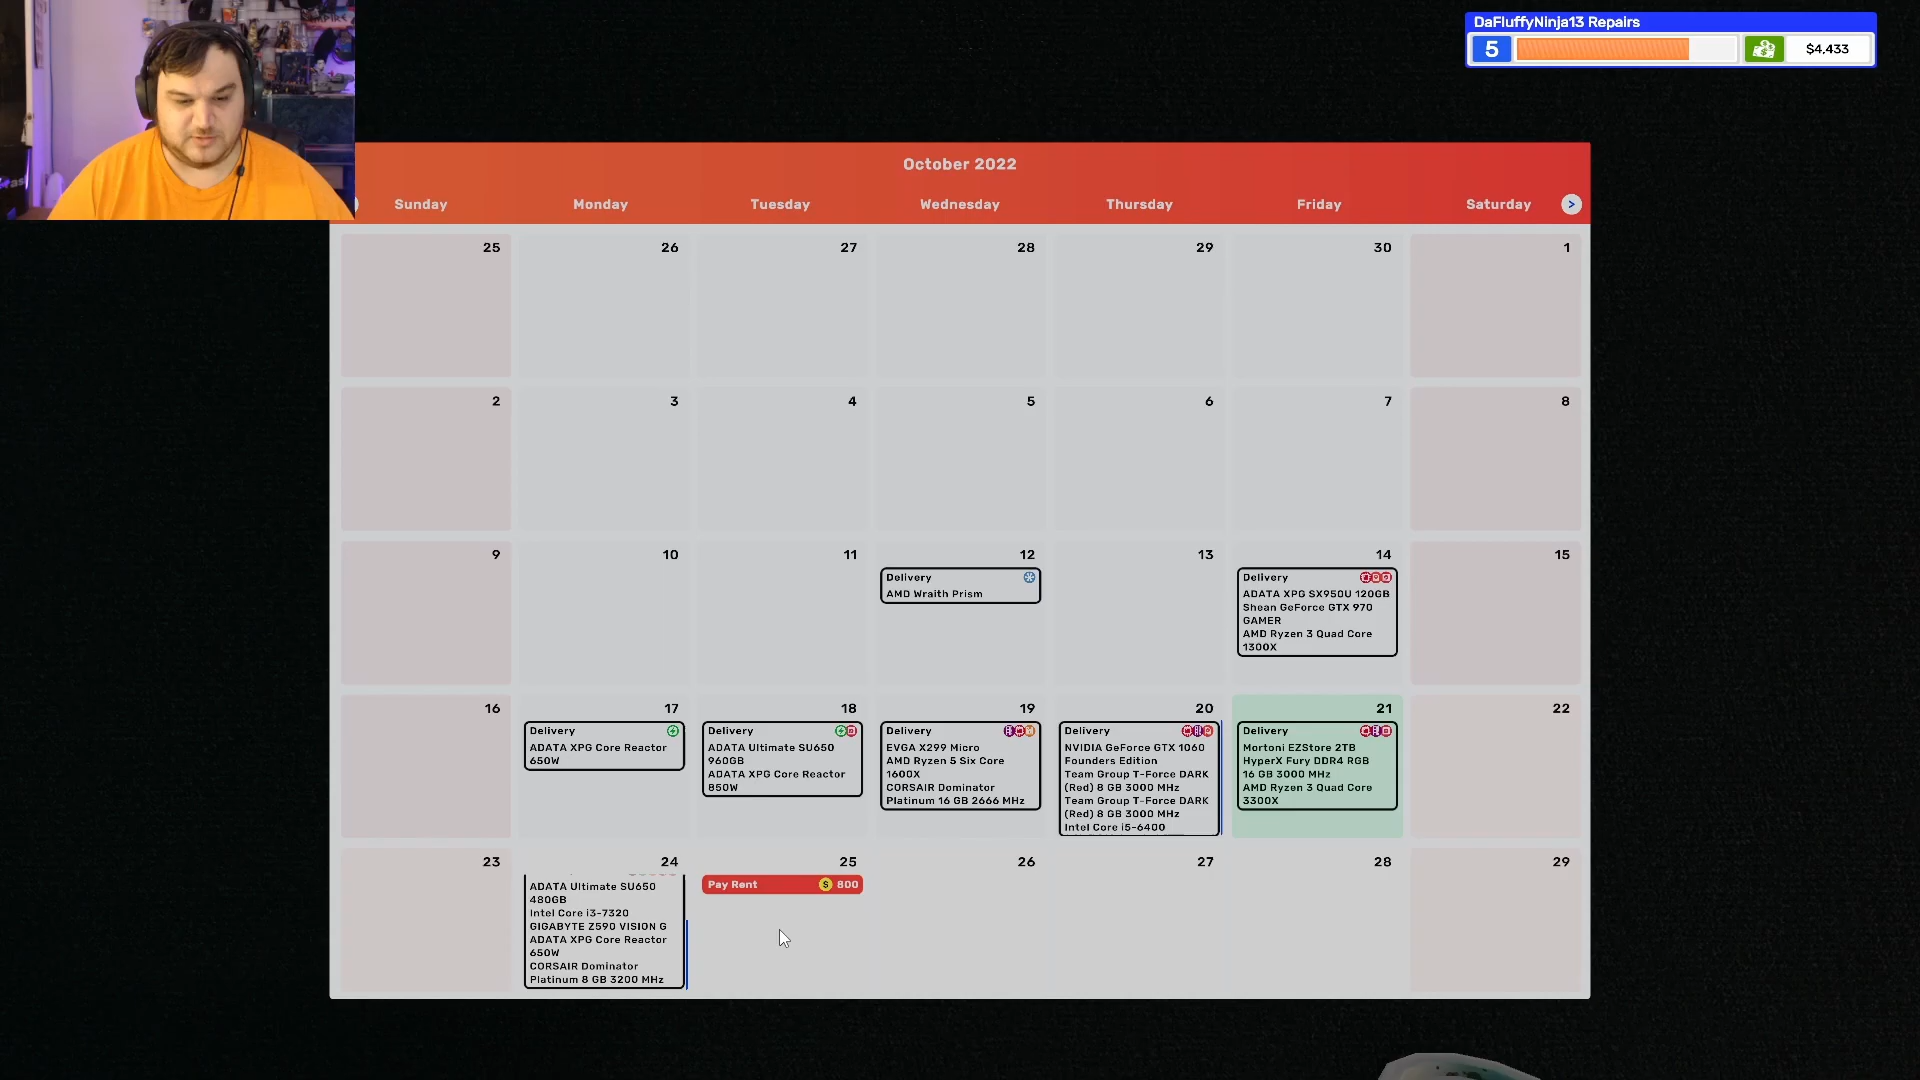 DaFluffyNinja13 Repairs
5
$4,433
October 2022
Sunday Monday Tuesday Wednesday Thursday Friday Saturday >
25 26 27 28 29 30 1
2 3 4 5 6 7 8
9 10 11 12 13 14 15
Delivery
AMD Wraith Prism
Delivery
ADATA XPG SX950U 120GB
Shean GeForce GTX 970
GAMER
AMD Ryzen 3 Quad Core
1300X
16 17 18 19 20 21 22
Delivery
ADATA XPG Core Reactor
650W
Delivery
ADATA Ultimate SU650
960GB
ADATA XPG Core Reactor
850W
Delivery
EVGA X299 Micro
AMD Ryzen 5 Six Core
1600X
CORSAIR Dominator
Platinum 16 GB 2666 MHz
Delivery
NVIDIA GeForce GTX 1060
Founders Edition
Team Group T-Force DARK
(Red) 8 GB 3000 MHz
Team Group T-Force DARK
(Red) 8 GB 3000 MHz
Intel Core i5-6400
Delivery
Mortoni EZStore 2TB
HyperX Fury DDR4 RGB
16 GB 3000 MHz
AMD Ryzen 3 Quad Core
3300X
23 24 25 26 27 28 29
ADATA Ultimate SU650
480GB
Intel Core i3-7320
GIGABYTE Z590 VISION G
ADATA XPG Core Reactor
650W
CORSAIR Dominator
Platinum 8 GB 3200 MHz
Pay Rent $ 800